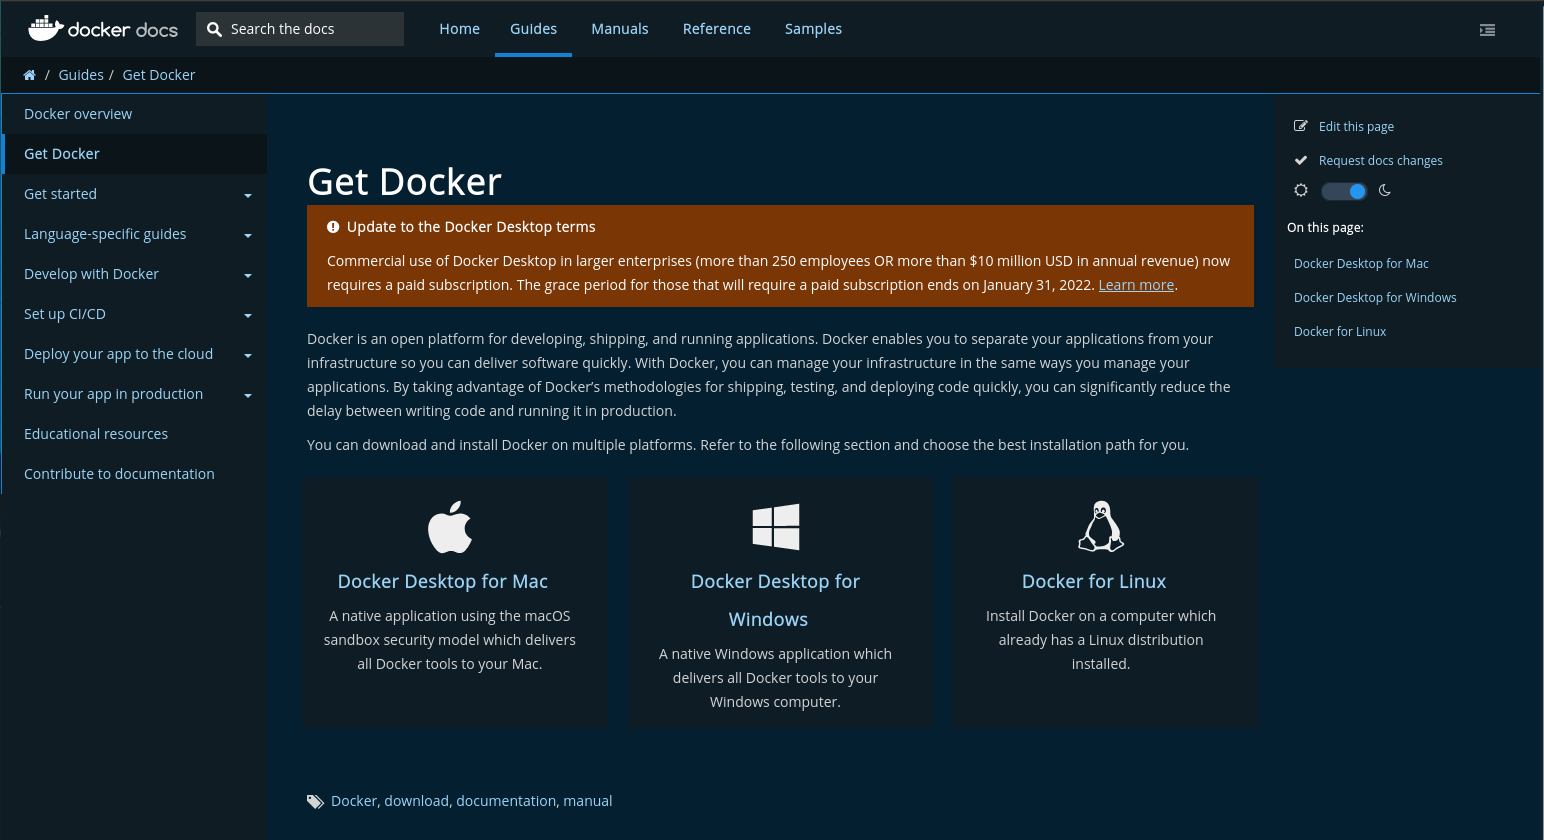 docker docs
Search the docs
Home
Guides
Manuals
Reference
Samples
/ Guides / Get Docker
Docker overview
Get Docker
Get started
Language-specific guides
Develop with Docker
Set up CI/CD
Deploy your app to the cloud
Run your app in production
Educational resources
Contribute to documentation
Get Docker
Update to the Docker Desktop terms
Commercial use of Docker Desktop in larger enterprises (more than 250 employees OR more than $10 million USD in annual revenue) now
requires a paid subscription. The grace period for those that will require a paid subscription ends on January 31, 2022. Learn more.
Docker is an open platform for developing, shipping, and running applications. Docker enables you to separate your applications from your
infrastructure so you can deliver software quickly. With Docker, you can manage your infrastructure in the same ways you manage your
applications. By taking advantage of Docker’s methodologies for shipping, testing, and deploying code quickly, you can significantly reduce the
delay between writing code and running it in production.
You can download and install Docker on multiple platforms. Refer to the following section and choose the best installation path for you.
Docker Desktop for Mac
A native application using the macOS
sandbox security model which delivers
all Docker tools to your Mac.
Docker Desktop for
Windows
A native Windows application which
delivers all Docker tools to your
Windows computer.
Docker for Linux
Install Docker on a computer which
already has a Linux distribution
installed.
Docker, download, documentation, manual
Edit this page
Request docs changes
On this page:
Docker Desktop for Mac
Docker Desktop for Windows
Docker for Linux